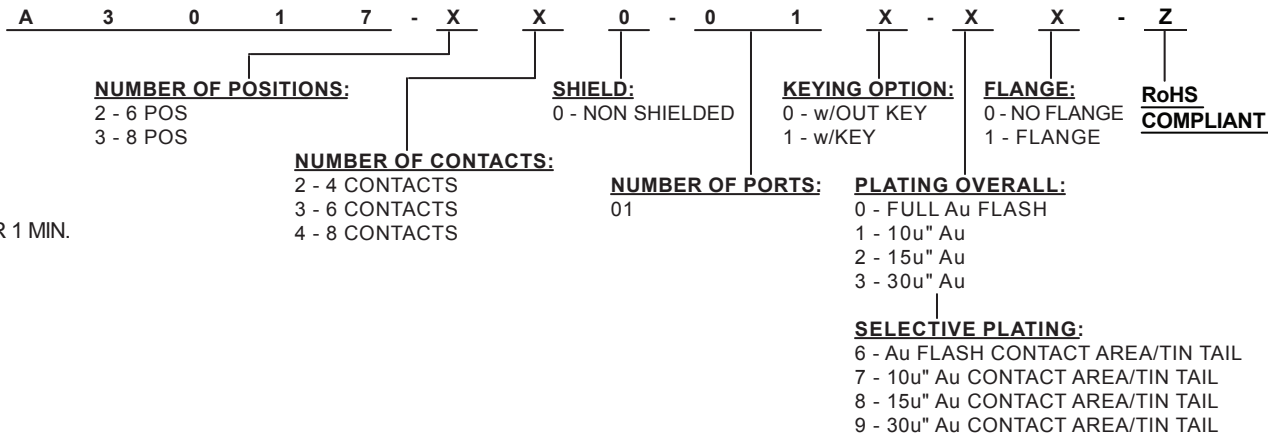 A 3 0 1 7 - X X 0 - 0 1 X - X X - Z
NUMBER OF POSITIONS:
2 - 6 POS
3 - 8 POS
NUMBER OF CONTACTS:
2 - 4 CONTACTS
3 - 6 CONTACTS
4 - 8 CONTACTS
SHIELD:
0 - NON SHIELDED
NUMBER OF PORTS:
01
KEYING OPTION:
0 - w/OUT KEY
1 - w/KEY
FLANGE:
0 - NO FLANGE
1 - FLANGE
RoHS
COMPLIANT
PLATING OVERALL:
0 - FULL Au FLASH
1 - 10u" Au
2 - 15u" Au
3 - 30u" Au
SELECTIVE PLATING:
6 - Au FLASH CONTACT AREA/TIN TAIL
7 - 10u" Au CONTACT AREA/TIN TAIL
8 - 15u" Au CONTACT AREA/TIN TAIL
9 - 30u" Au CONTACT AREA/TIN TAIL
R 1 MIN.